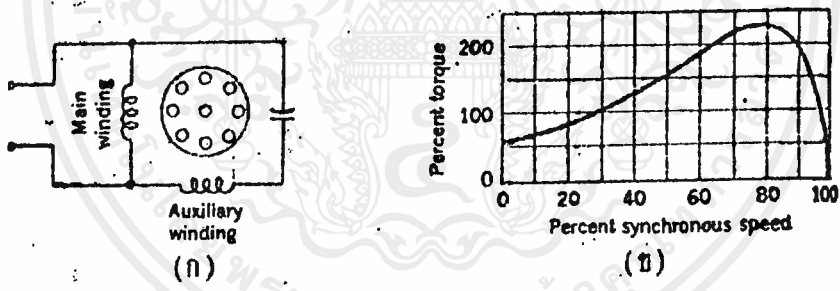 Main winding
Auxiliary
winding
(ก)
Percent torque
200
100
0
0 20 40 60 80 100
Percent synchronous speed
(ข)